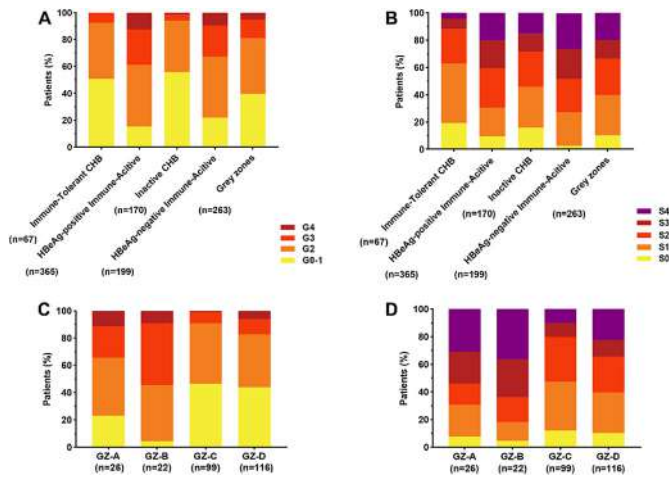 A
Patients (%)
100
80
60
40
20
0
Immune-Tolerant CHB
(n=67)
HBeAg-positive Immune-Acitive
(n=365)
Inactive CHB
(n=170)
HBeAg-negative Immune-Acitive
(n=199)
Grey zones
(n=263)
G4
G3
G2
G0-1
B
Patients (%)
100
80
60
40
20
0
Immune-Tolerant CHB
(n=67)
HBeAg-positive Immune-Acitive
(n=365)
Inactive CHB
(n=170)
HBeAg-negative Immune-Acitive
(n=199)
Grey zones
(n=263)
S4
S3
S2
S1
S0
C
Patients (%)
100
80
60
40
20
0
GZ-A GZ-B GZ-C GZ-D
(n=26) (n=22) (n=99) (n=116)
D
Patients (%)
100
80
60
40
20
0
GZ-A GZ-B GZ-C GZ-D
(n=26) (n=22) (n=99) (n=116)